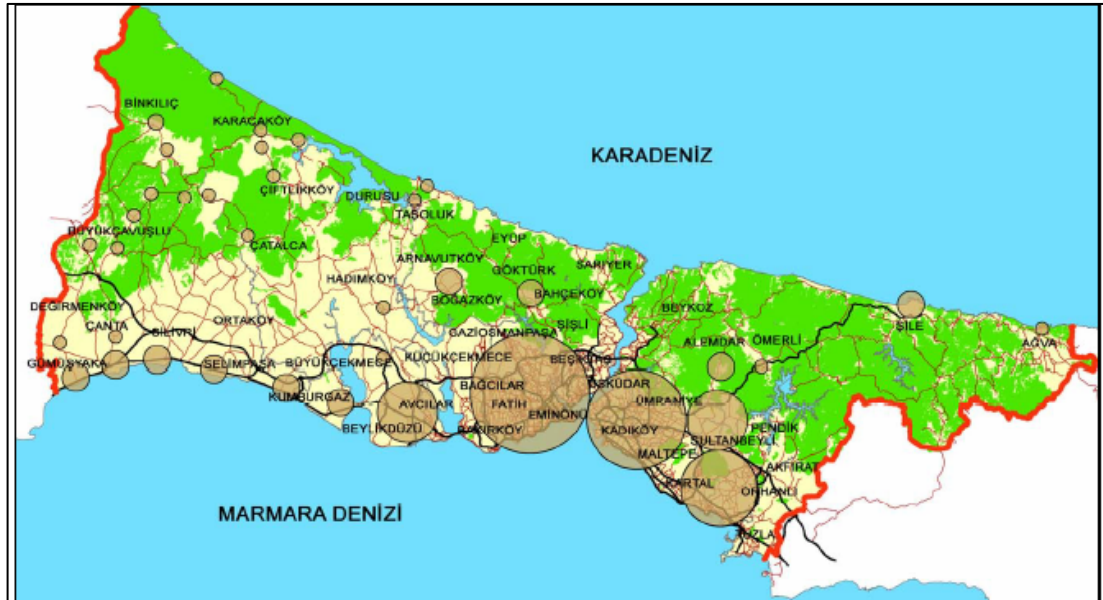 BİNKILIÇ
KARACAKÖY
KARADENİZ
ÇİFTLİKKÖY
DURUSU
TASOLUK
BÜYÜKÇAVUŞLU
ÇATALCA
EYÜP
ARNAVUTKÖY
GÖKTÜRK
SARIYER
HADIMKÖY
BOĞAZKÖY
BAHÇEKÖY
DEĞİRMENKÖY
ÇANTA
ORTAKÖY
SİLİVRİ
GAZİOSMANPAŞA
ŞİŞLİ
BEYKOZ
ŞİLE
ALEMDAR
ÖMERLİ
AĞVA
GÜMÜŞYAKA
SELİMPAŞA
BÜYÜKÇEKMECE
KÜÇÜKÇEKMECE
BEŞİKTAŞ
KUMBURGAZ
BAĞCILAR
ÜSKÜDAR
AVCILAR
FATİH
EMİNÖNÜ
ÜMRANİYE
BEYLİKDÜZÜ
BAKIRKÖY
KADIKÖY
PENDİK
SULTANBEYLİ
MALTEPE
AKFIRAT
KARTAL
ORHANLI
MARMARA DENİZİ
TUZLA